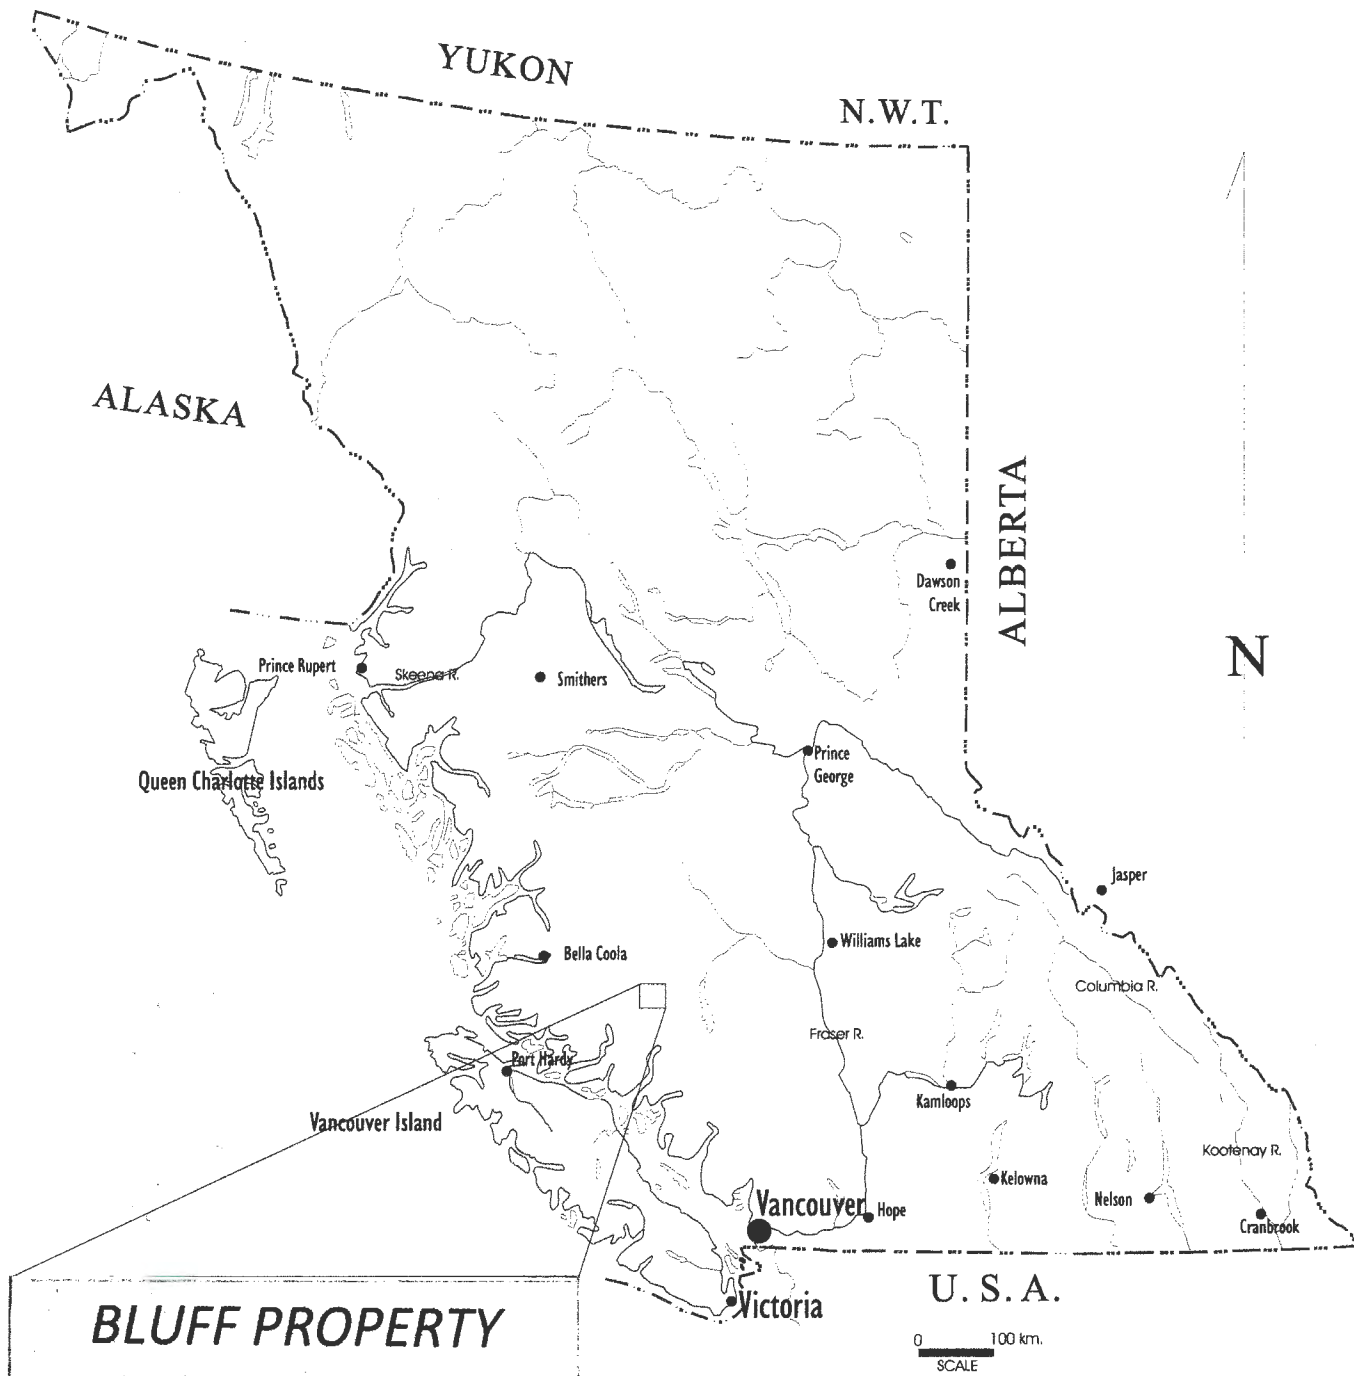 YUKON
N.W.T.
ALASKA
ALBERTA
Dawson
Creek
N
Prince Rupert
Skeena R.
Smithers
Queen Charlotte Islands
Prince
George
Jasper
Williams Lake
Bella Coola
Columbia R.
Fraser R.
Port Hardy
Kamloops
Vancouver Island
Kootenay R.
Kelowna
Nelson
Vancouver
Hope
Cranbrook
U.S.A.
Victoria
BLUFF PROPERTY
0 100 km.
SCALE